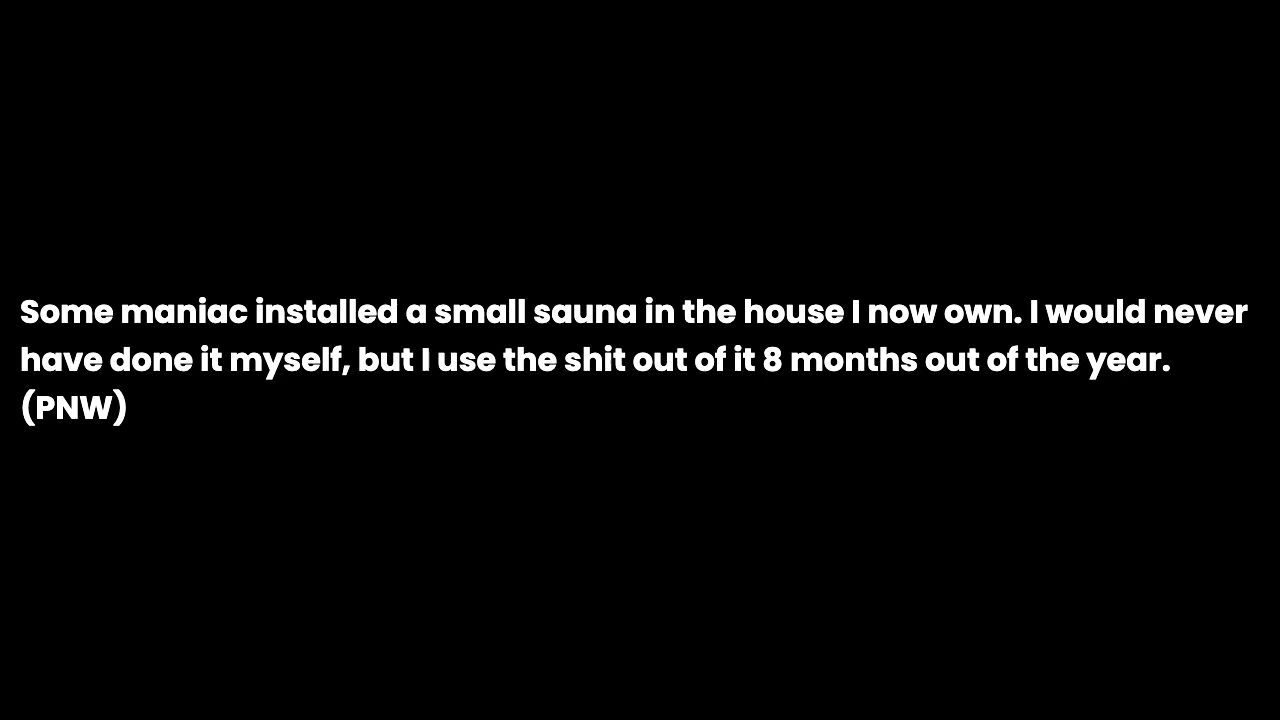 Some maniac installed a small sauna in the house I now own. I would never
have done it myself, but I use the shit out of it 8 months out of the year.
(PNW)